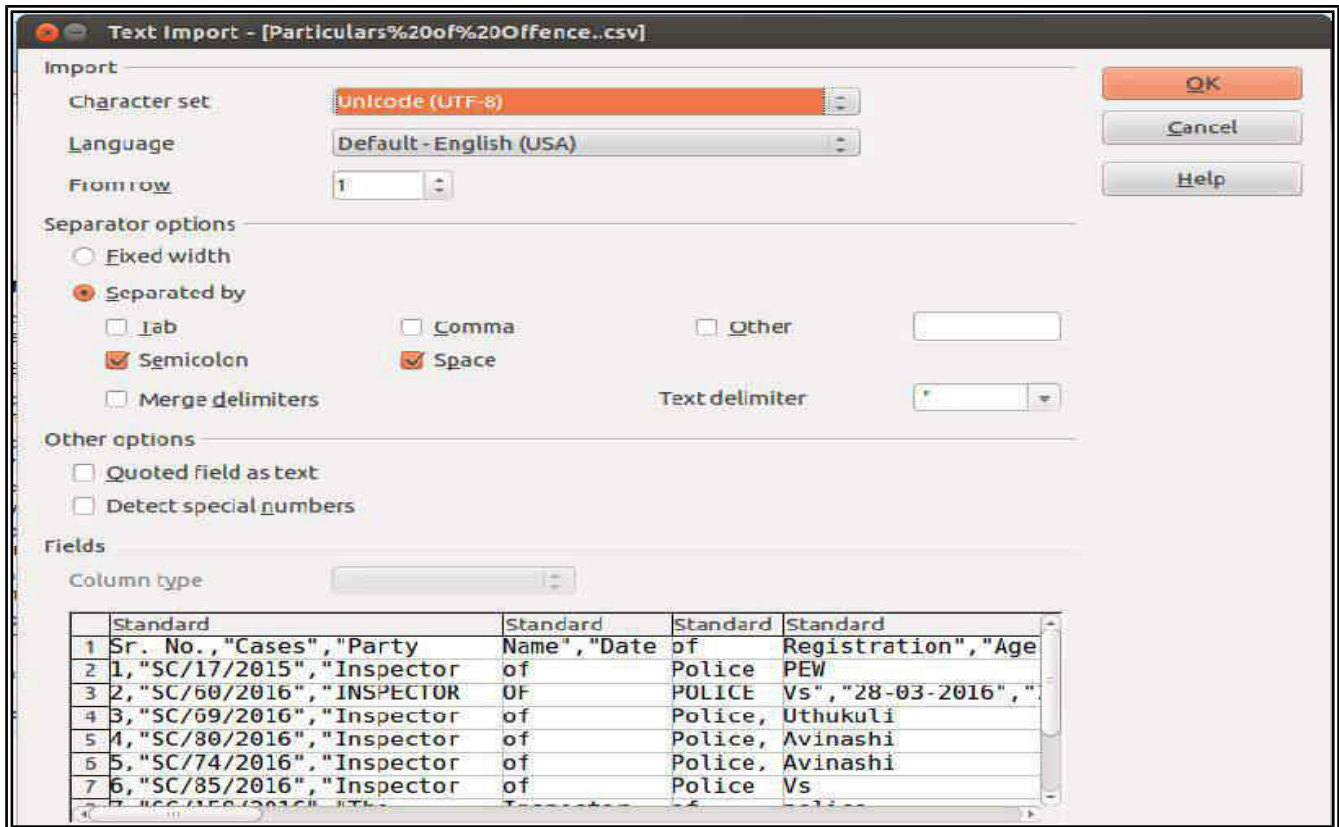 Text Import - [Particulars%20of%20Offence..csv]
Import
Character set Unicode (UTF-8)
Language Default - English (USA)
From row 1
OK
Cancel
Help
Separator options
Fixed width
Separated by
Tab Comma Other
Semicolon Space
Merge delimiters Text delimiter "
Other options
Quoted field as text
Detect special numbers
Fields
Column type
Standard Standard Standard Standard
1 Sr. No.,"Cases","Party Name","Date of Registration","Age
2 1,"SC/17/2015","Inspector of Police PEW
3 2,"SC/60/2016","INSPECTOR OF POLICE Vs","28-03-2016","
4 3,"SC/69/2016","Inspector of Police, Uthukuli
5 4,"SC/80/2016","Inspector of Police, Avinashi
6 5,"SC/74/2016","Inspector of Police, Avinashi
7 6,"SC/85/2016","Inspector of Police Vs